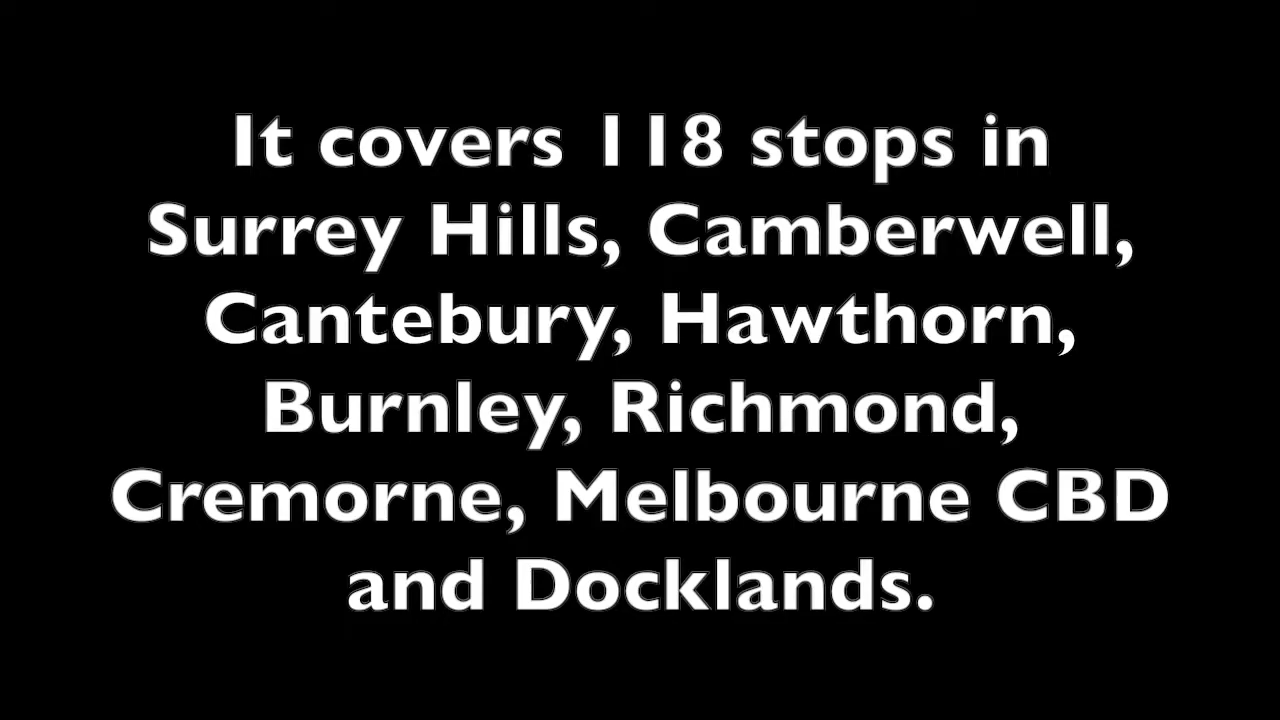 It covers 118 stops in
Surrey Hills, Camberwell,
Cantebury, Hawthorn,
Burnley, Richmond,
Cremorne, Melbourne CBD
and Docklands.